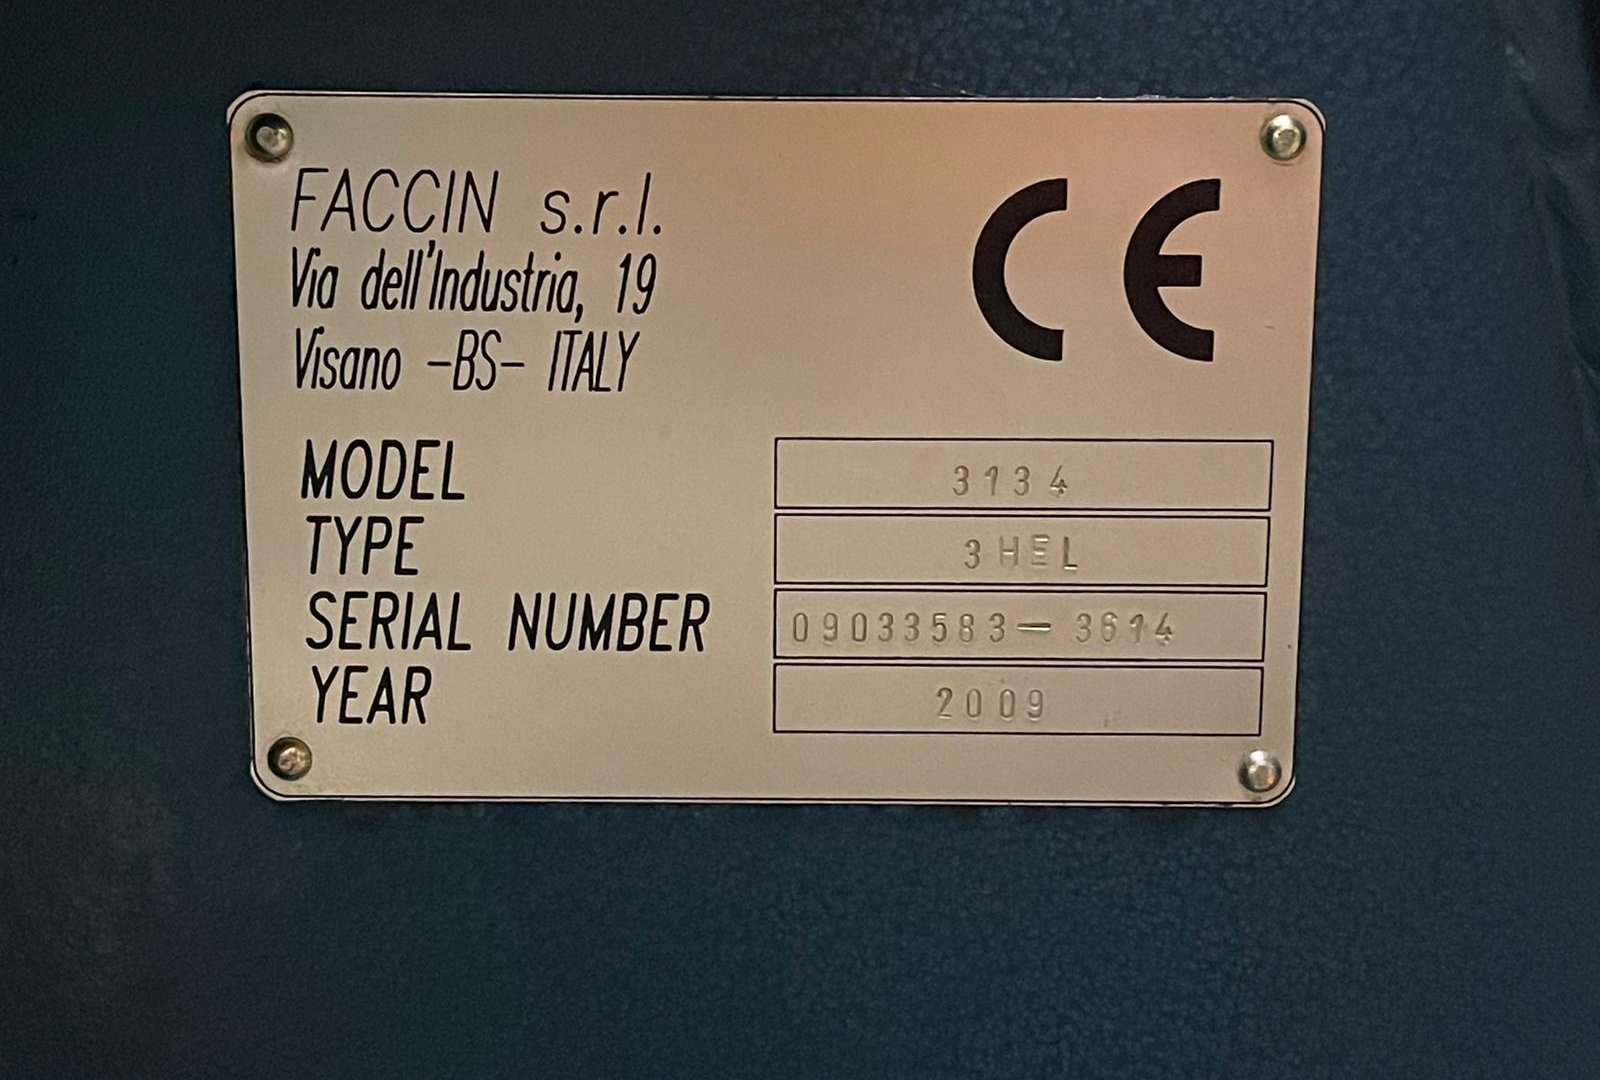 FACCIN s.r.l.
Via dell'Industria, 19
Visano -BS- ITALY
CE
MODEL 3134
TYPE 3HEL
SERIAL NUMBER 09033583-3614
YEAR 2009